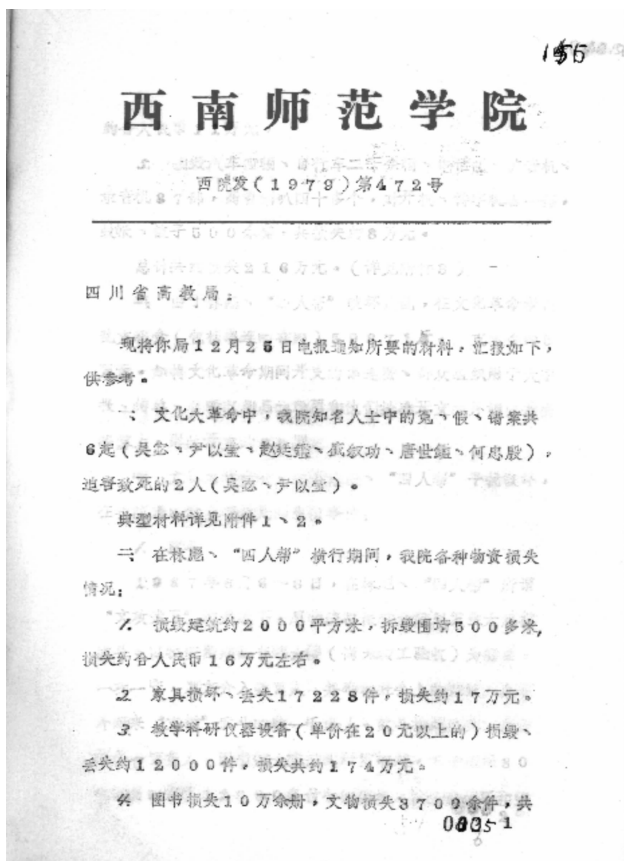 西南师范学院
西院发(1979)第472号
四川省高教局：
现将你局12月25日电报通知所要的材料，汇报如下，
供参考。
一、文化大革命中，我院知名人士中的冤、假、错案共
6起(吴宓、尹以莹、赵 、 叙功、唐世 、何忠殷)，
迫害致死的2人(吴宓、尹以莹)。
典型材料详见附件1、2。
二、在林彪、“四人帮”横行期间，我院各种物资损失
情况：
1. 损毁建筑约2000平方米，拆毁围墙500多米，
损失约合人民币16万元左右。
2. 家具损坏、丢失17228件，损失约17万元。
3. 教学科研仪器设备(单价在20元以上的)损毁、
丢失约12000件，损失共约174万元。
4. 图书损失10万余册，文物损失3709余件，共